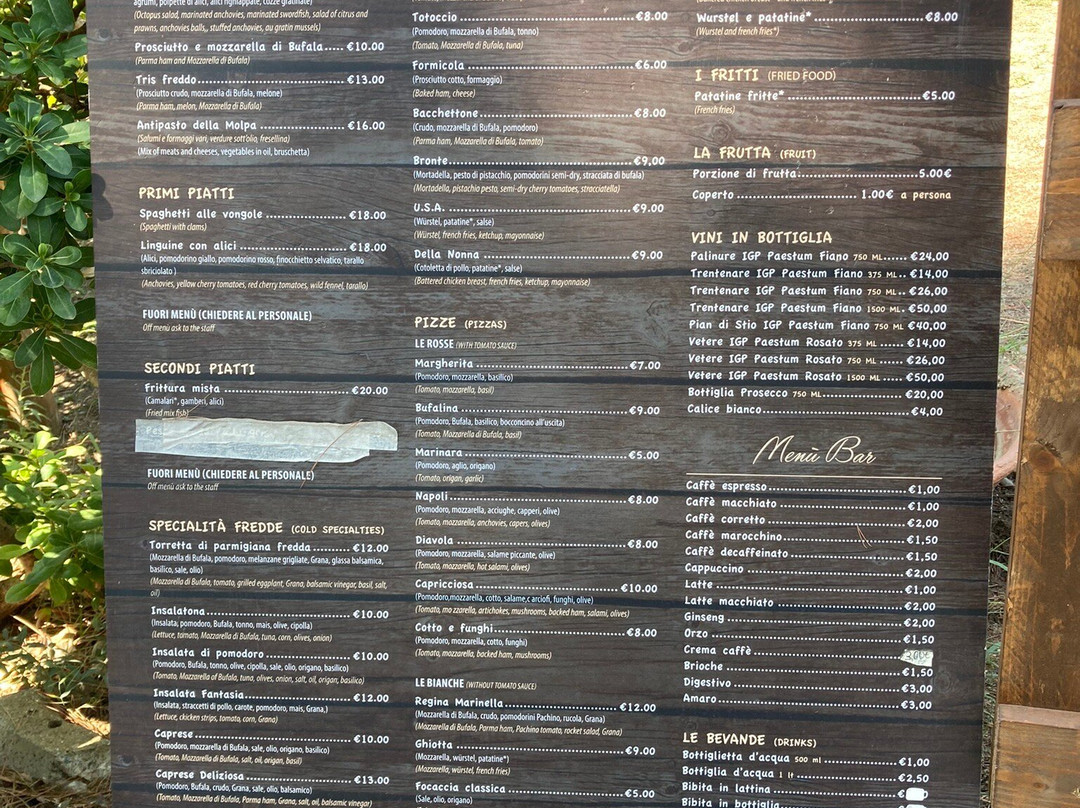 agrumi, polpette di alici, alici righiappate, cozze gratinate)
(Octopus salad, marinated anchovies, marinated swordfish, salad of citrus and
prawns, anchovies balls,, stuffed anchovies, au gratin mussels)
Prosciutto e mozzarella di Bufala..... €10.00
(Parma ham and Mozzarella di Bufala)
Tris freddo.......... €13.00
(Prosciutto crudo, mozzarella di Bufala, melone)
(Parma ham, melon, Mozzarella di Bufala)
Antipasto della Molpa .......... €16.00
(Salumi e formaggi vari, verdure sott'olio, fresellina)
(Mix of meats and cheeses, vegetables in oil, bruschetta)
PRIMI PIATTI
Spaghetti alle vongole .......... €18.00
(Spaghetti with clams)
Linguine con alici .......... €18.00
(Alici, pomodorino giallo, pomodorino rosso, finocchietto selvatico, tarallo
sbriciolato )
(Anchovies, yellow cherry tomatoes, red cherry tomatoes, wild fennel, tarallo)
FUORI MENÙ (CHIEDERE AL PERSONALE)
Off menu ask to the staff
SECONDI PIATTI
Frittura mista .......... €20.00
(Camalari*, gamberi, alici)
(Fried mix fish)
FUORI MENÙ (CHIEDERE AL PERSONALE)
Off menu ask to the staff
SPECIALITÀ FREDDE (COLD SPECIALTIES)
Torretta di parmigiana fredda.... €12.00
(Mozzarella di Bufala, pomodoro, melanzane grigliate, Grana, glassa balsamica,
basilico, sale, olio)
(Mozzarella di Bufala, tomato, grilled eggplant, Grana, balsamic vinegar, basil, salt,
oil)
Insalatona .......... €10.00
(Insalata, pomodoro, Bufala, tonno, mais, olive, cipolla)
(Lettuce, tomato, Mozzarella di Bufala, tuna, corn, olives, onion)
Insalata di pomodoro .......... €10.00
(Pomodoro, Bufala, tonno, olive, cipolla, sale, olio, origano, basilico)
(Tomato, Mozzarella di Bufala, tuna, olives, onion, salt, oil, origan, basilic)
Insalata Fantasia .......... €12.00
(Insalata, straccetti di pollo, carote, pomodoro, mais, Grana,)
(Lettuce, chicken strips, tomato, corn, Grana)
Caprese .......... €10.00
(Pomodoro, mozzarella di Bufala, sale, olio, origano, basilico)
(Tomato, Mozzarella di Bufala, salt, oil, origan, basil)
Caprese Deliziosa .......... €13.00
(Pomodoro, Bufala, crudo, Grana, sale, olio, balsamico)
(Tomato, Mozzarella di Bufala, Parma ham, Grana, salt, oil, balsamic vinegar)
Totoccio .......... €8.00
(Pomodoro, mozzarella di Bufala, tonno)
(Tomato, Mozzarella di Bufala, tuna)
Formicola .......... €6.00
(Prosciutto cotto, formaggio)
(Baked ham, cheese)
Bacchettone .......... €8.00
(Crudo, mozzarella di Bufala, pomodoro)
(Parma ham, Mozzarella di Bufala, tomato)
Bronte .......... €9.00
(Mortadella, pesto di pistacchio, pomodorini semi-dry, stracciata di bufala)
(Mortadella, pistachio pesto, semi-dry cherry tomatoes, stracciatella)
U.S.A. .......... €9.00
(Würstel, patatine*, salse)
(Würstel, french fries, ketchup, mayonnaise)
Della Nonna .......... €9.00
(Cotoletta di pollo, patatine*, salse)
(Battered chicken breast, french fries, ketchup, mayonnaise)
PIZZE (PIZZAS)
LE ROSSE (WITH TOMATO SAUCE)
Margherita .......... €7.00
(Pomodoro, mozzarella, basilico)
(Tomato, mozzarella, basil)
Bufalina .......... €9.00
(Pomodoro, Bufala, basilico, bocconcino all'uscita)
(Tomato, Mozzarella di Bufala, basil)
Marinara .......... €5.00
(Pomodoro, aglio, origano)
(Tomato, origan, garlic)
Napoli .......... €8.00
(Pomodoro, mozzarella, acciughe, capperi, olive)
(Tomato, mozzarella, anchovies, capers, olives)
Diavola .......... €8.00
(Pomodoro, mozzarella, salame piccante, olive)
(Tomato, mozzarella, hot salami, olives)
Capricciosa .......... €10.00
(Pomodoro,mozzarella, cotto, salame,c arciofi, funghi, olive)
(Tomato, mo zzarella, artichokes, mushrooms, backed ham, salami, olives)
Cotto e funghi .......... €8.00
(Pomodoro, mozzarella, cotto, funghi)
(Tomato, mozzarella, backed ham, mushrooms)
LE BIANCHE (WITHOUT TOMATO SAUCE)
Regina Marinella .......... €12.00
(Mozzarella di Bufala, crudo, pomodorini Pachino, rucola, Grana)
(Mozzarella di Bufala, Parma ham, Pachino tomato, rocket salad, Grana)
Ghiotta .......... €9.00
(Mozzarella, würstel, patatine*)
(Mozzarella, würstel, french fries)
Focaccia classica .......... €5.00
(Sale, olio, origano)
(Wurstel and french fries*)
Wurstel e patatine* .......... €8.00
(Wurstel and french fries*)
I FRITTI (FRIED FOOD)
Patatine fritte* .......... €5.00
(French fries)
LA FRUTTA (FRUIT)
Porzione di frutta .......... 5.00€
Coperto .......... 1.00€ a persona
VINI IN BOTTIGLIA
Palinure IGP Paestum Fiano 750 ML...... €24,00
Trentenare IGP Paestum Fiano 375 ML.. €14,00
Trentenare IGP Paestum Fiano 750 ML.. €26,00
Trentenare IGP Paestum Fiano 1500 ML. €50,00
Pian di Stio IGP Paestum Fiano 750 ML €40,00
Vetere IGP Paestum Rosato 375 ML ..... €14,00
Vetere IGP Paestum Rosato 750 ML ..... €26,00
Vetere IGP Paestum Rosato 1500 ML .... €50,00
Bottiglia Prosecco 750 ML .......... €20,00
Calice bianco .......... €4,00
Menù Bar
Caffè espresso .......... €1,00
Caffè macchiato .......... €1,00
Caffè corretto .......... €2,00
Caffè marocchino .......... €1,50
Caffè decaffeinato .......... €1,50
Cappuccino .......... €2,00
Latte .......... €1,00
Latte macchiato .......... €2,00
Ginseng .......... €2,00
Orzo .......... €1,50
Crema caffè ..........
Brioche .......... €1,50
Digestivo .......... €3,00
Amaro .......... €3,00
LE BEVANDE (DRINKS)
Bottiglietta d'acqua 500 ml .......... €1,00
Bottiglia d'acqua 1 lt .......... €2,50
Bibita in lattina .......... €
Bibita in bottiglia